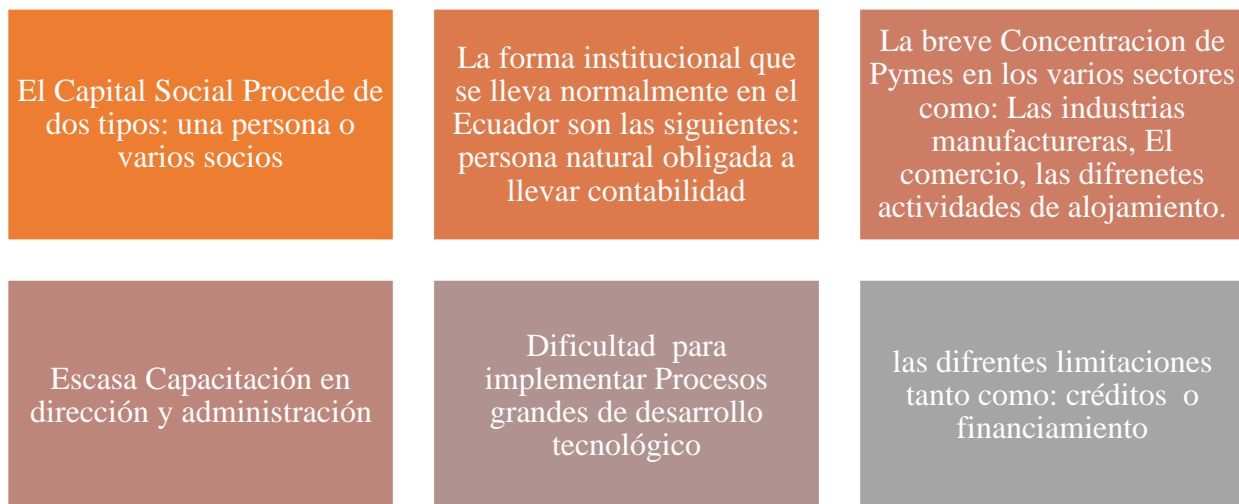 El Capital Social Procede de
dos tipos: una persona o
varios socios
La forma institucional que
se lleva normalmente en el
Ecuador son las siguientes:
persona natural obligada a
llevar contabilidad
La breve Concentracion de
Pymes en los varios sectores
como: Las industrias
manufactureras, El
comercio, las difrenetes
actividades de alojamiento.
Escasa Capacitación en
dirección y administración
Dificultad para
implementar Procesos
grandes de desarrollo
tecnológico
las difrentes limitaciones
tanto como: créditos o
financiamiento